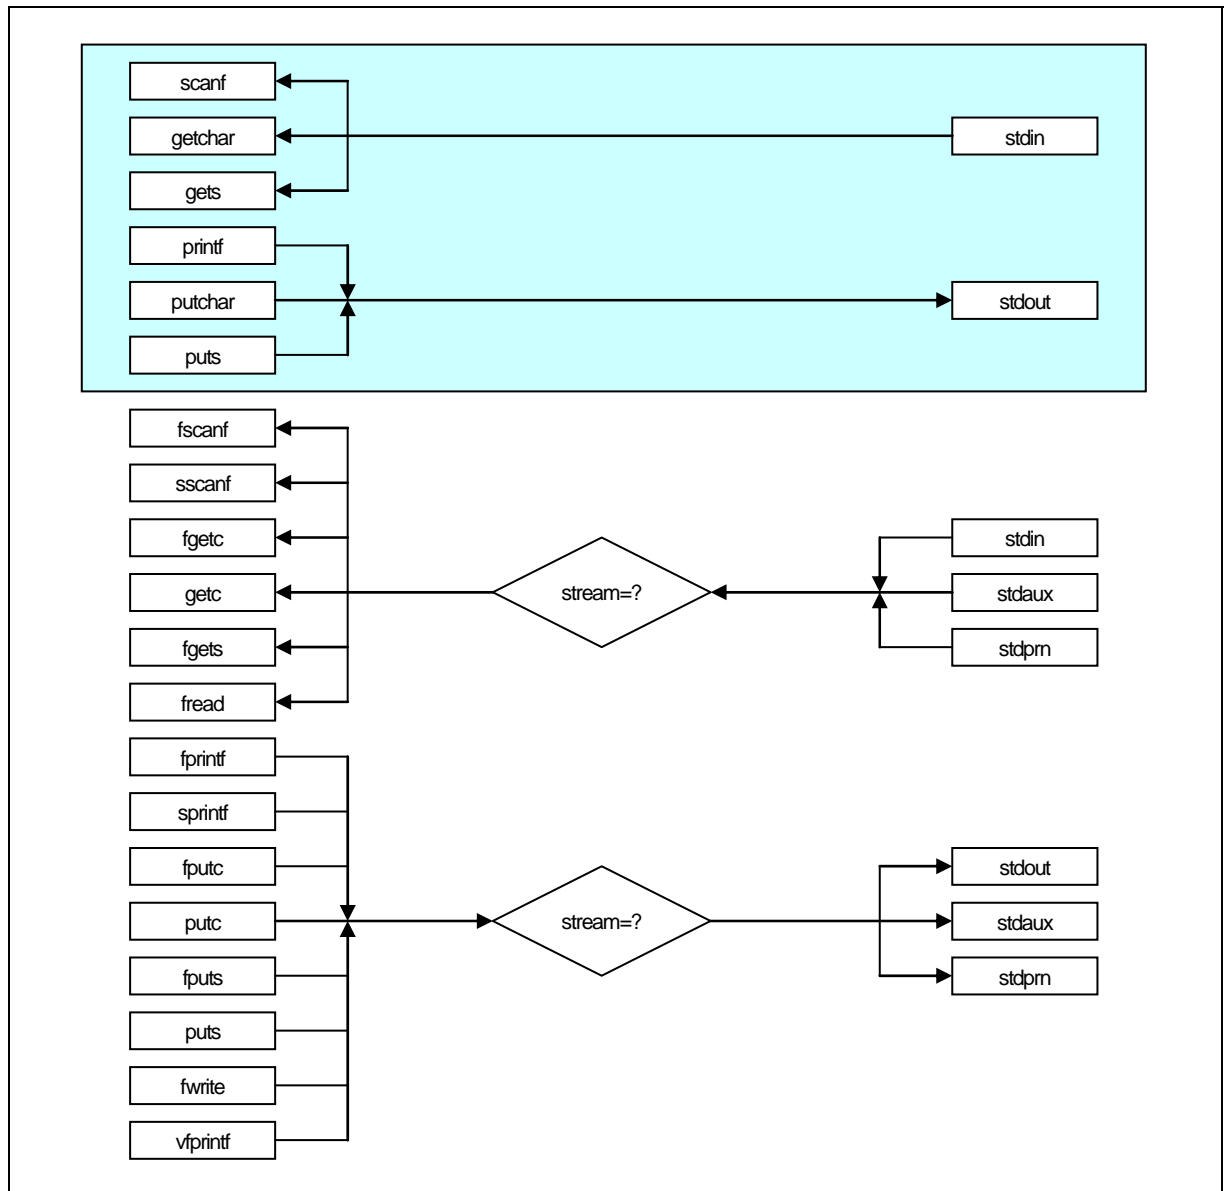 scanf
getchar
stdin
gets
printf
putchar
stdout
puts
fscanf
sscanf
fgetc
stdin
getc
stream=?
stdaux
fgets
stdprn
fread
fprintf
sprintf
fputc
stdout
putc
stream=?
stdaux
fputs
stdprn
puts
fwrite
vfprintf